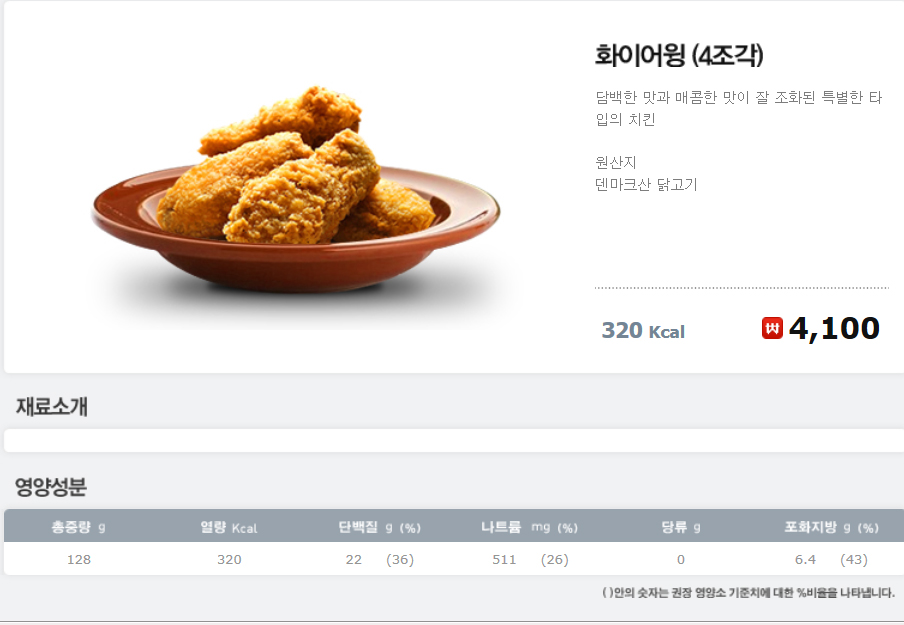 화이어윙 (4조각)
담백한 맛과 매콤한 맛이 잘 조화된 특별한 타
입의 치킨
원산지
덴마크산 닭고기
320 Kcal ₩ 4,100
재료소개
영양성분
총중량 g 열량 Kcal 단백질 g (%) 나트륨 mg (%) 당류 g 포화지방 g (%)
128 320 22 (36) 511 (26) 0 6.4 (43)
( )안의 숫자는 권장 영양소 기준치에 대한 %비율을 나타냅니다.